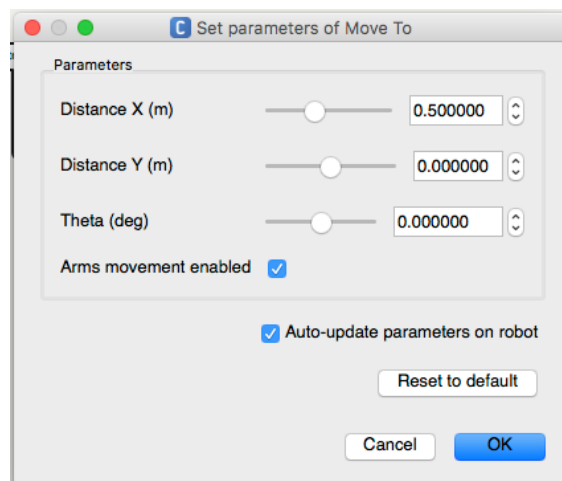 C Set parameters of Move To
Parameters
Distance X (m) 0.500000
Distance Y (m) 0.000000
Theta (deg) 0.000000
Arms movement enabled
Auto-update parameters on robot
Reset to default
Cancel OK